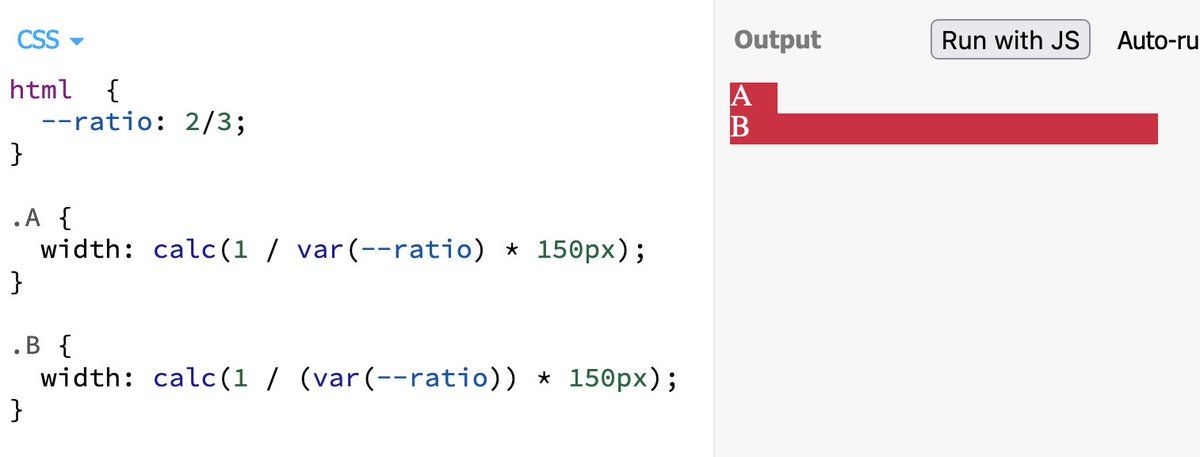 CSS
html  {
  --ratio: 2/3;
}

.A {
  width: calc(1 / var(--ratio) * 150px);
}

.B {
  width: calc(1 / (var(--ratio)) * 150px);
}
Output Run with JS Auto-ru
A
B